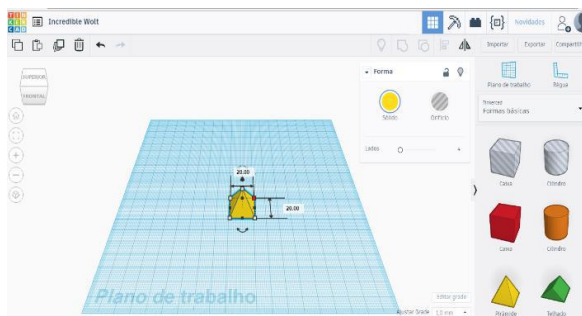 TIN
KER
CAD
Incredible Wolt
Novidades
Importar
Exportar
Compartil
SUPERIOR
FRONTAL
Forma
Sólido
Orifício
Lados
Plano de trabalho
Régua
Tinkercad
Formas básicas
Caixa
Cilindro
Caixa
Cilindro
Pirâmide
Telhado
20.00
20.00
Plano de trabalho
Editar grade
Ajustar Grade
1,0 mm